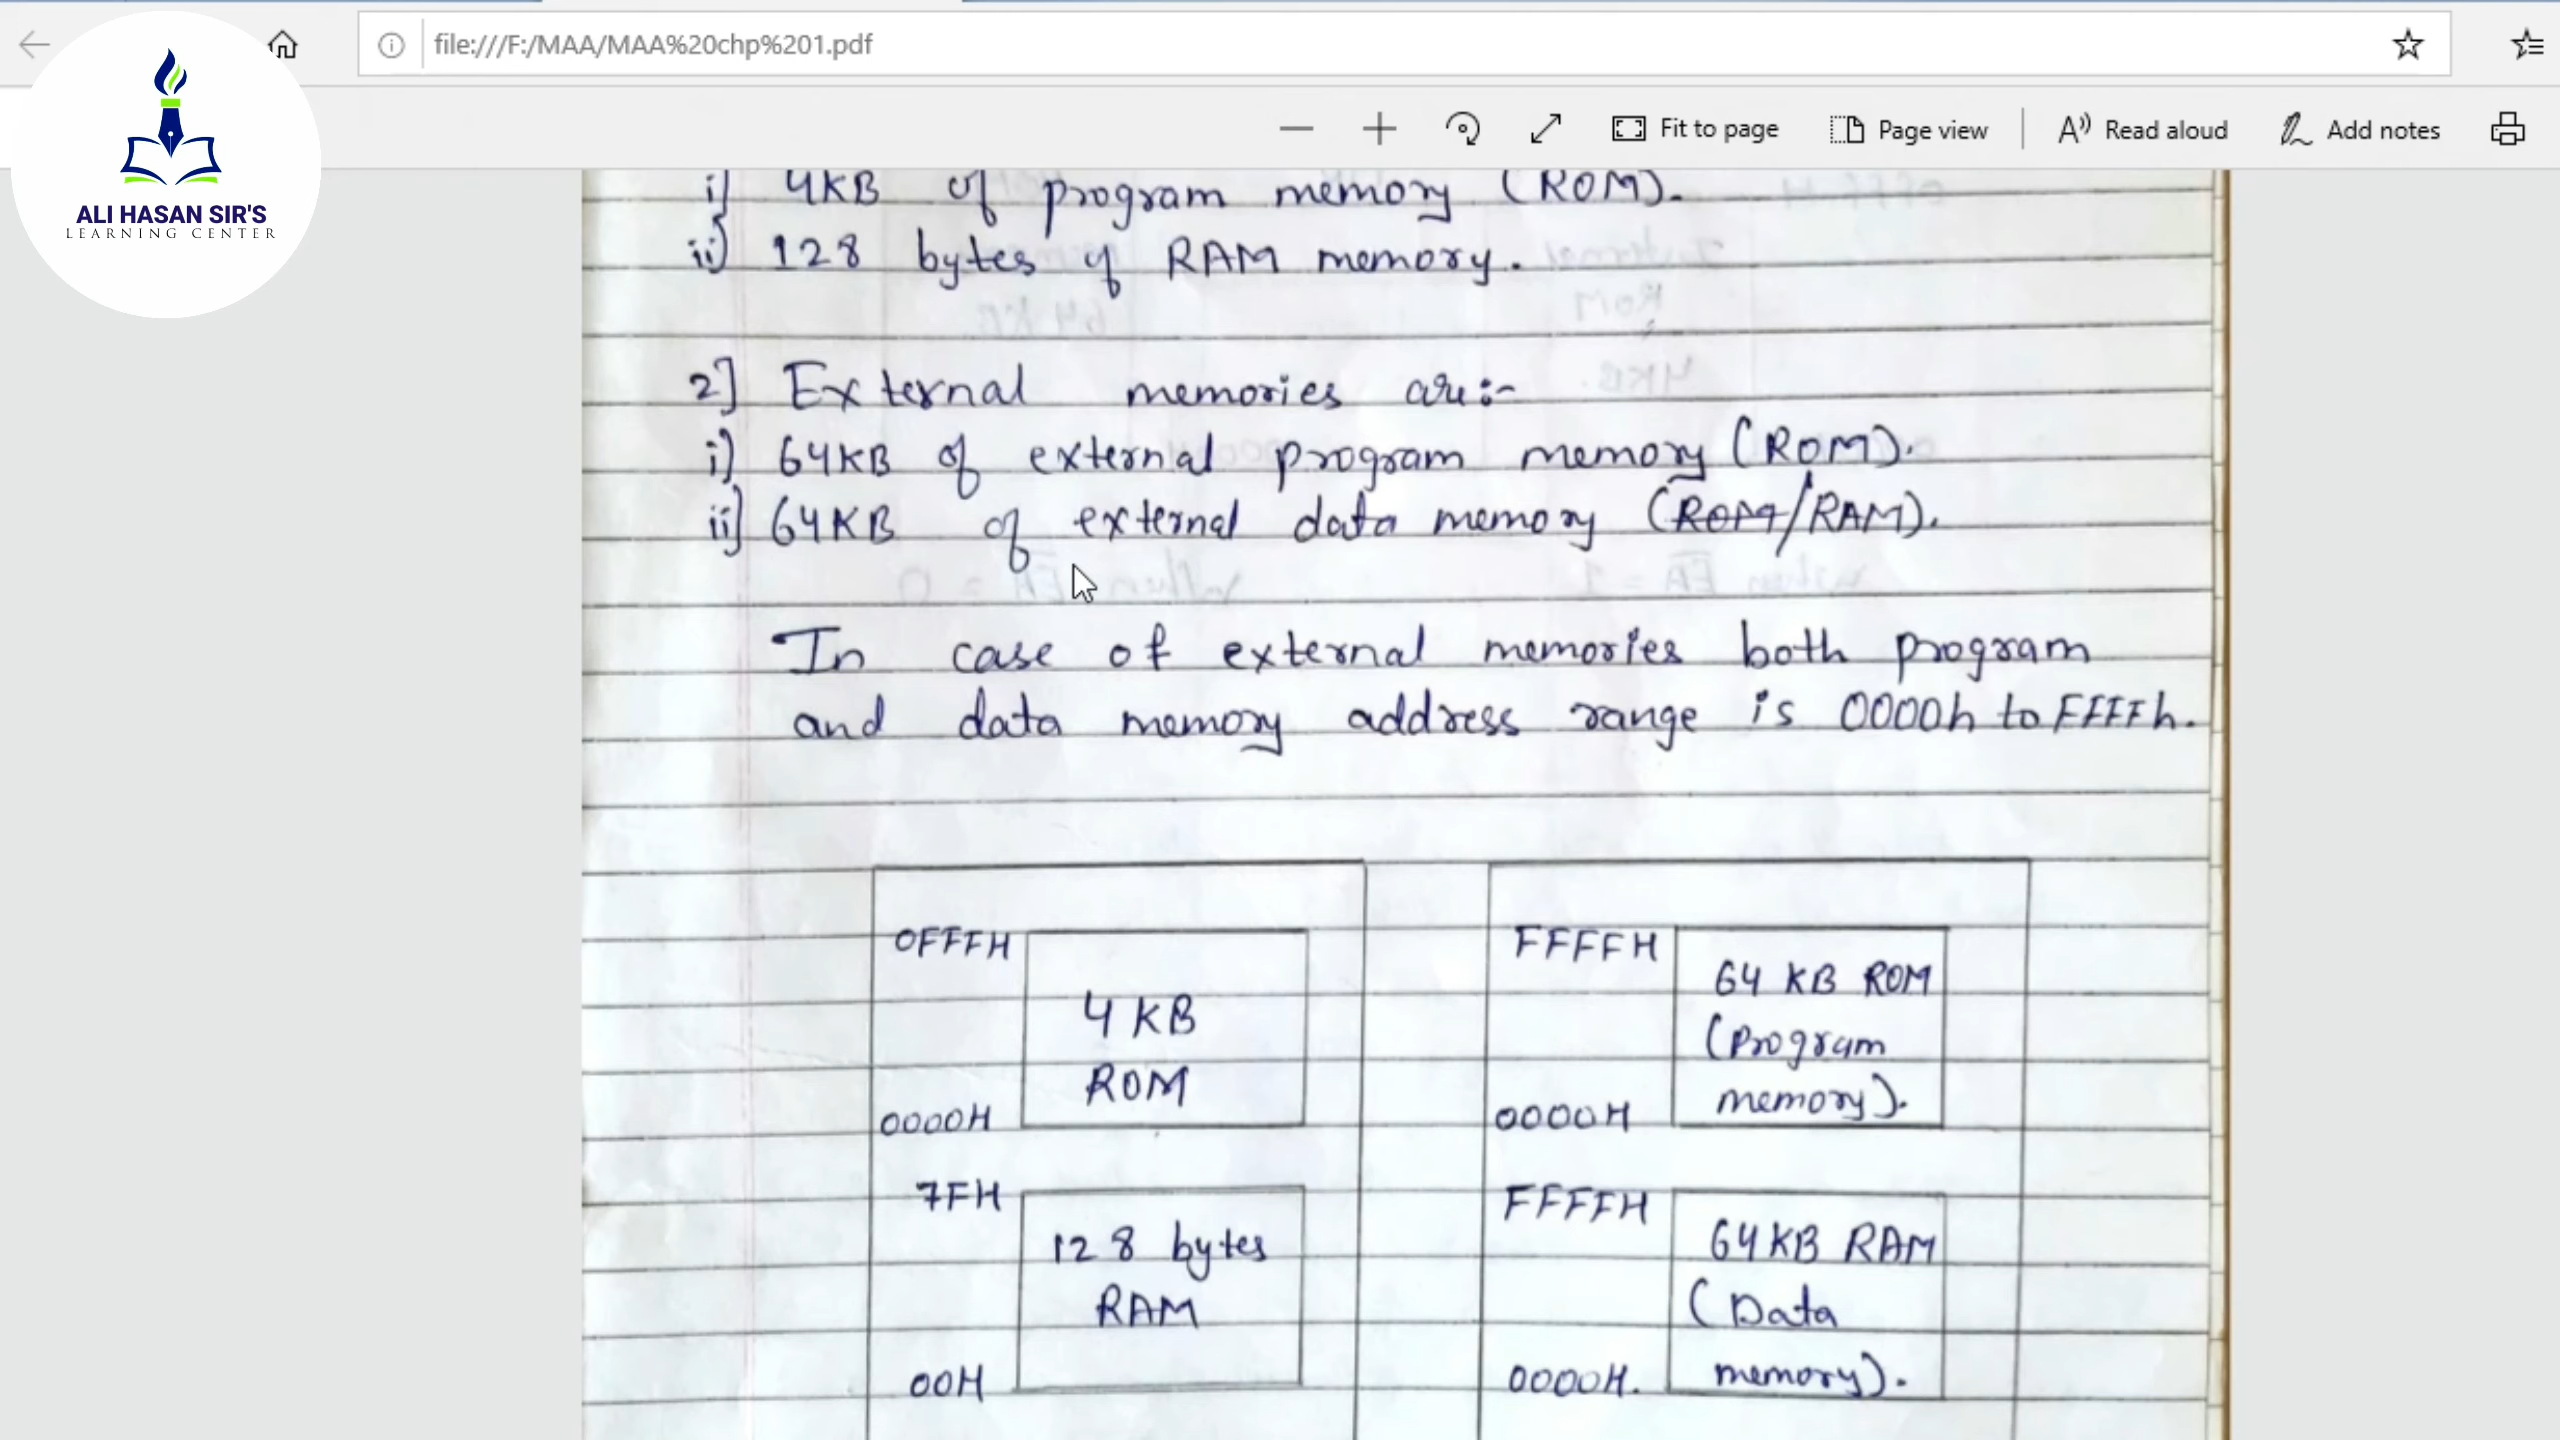 file:///F:/MAA/MAA%20chp%201.pdf
ALI HASAN SIR'S
LEARNING CENTER
Fit to page
Page view
Read aloud
Add notes
i) 4KB of program memory (ROM).
ii) 128 bytes of RAM memory.
2] External memories are:-
i) 64KB of external program memory (ROM).
ii) 64KB of external data memory (ROM/RAM).
In case of external memories both program
and data memory address range is 0000h to FFFFh.
0FFFH
4 KB
ROM
0000H
7FH
128 bytes
RAM
00H
FFFFH
64 KB ROM
(Program
memory).
0000H
FFFFH
64KB RAM
(Data
memory).
0000H.